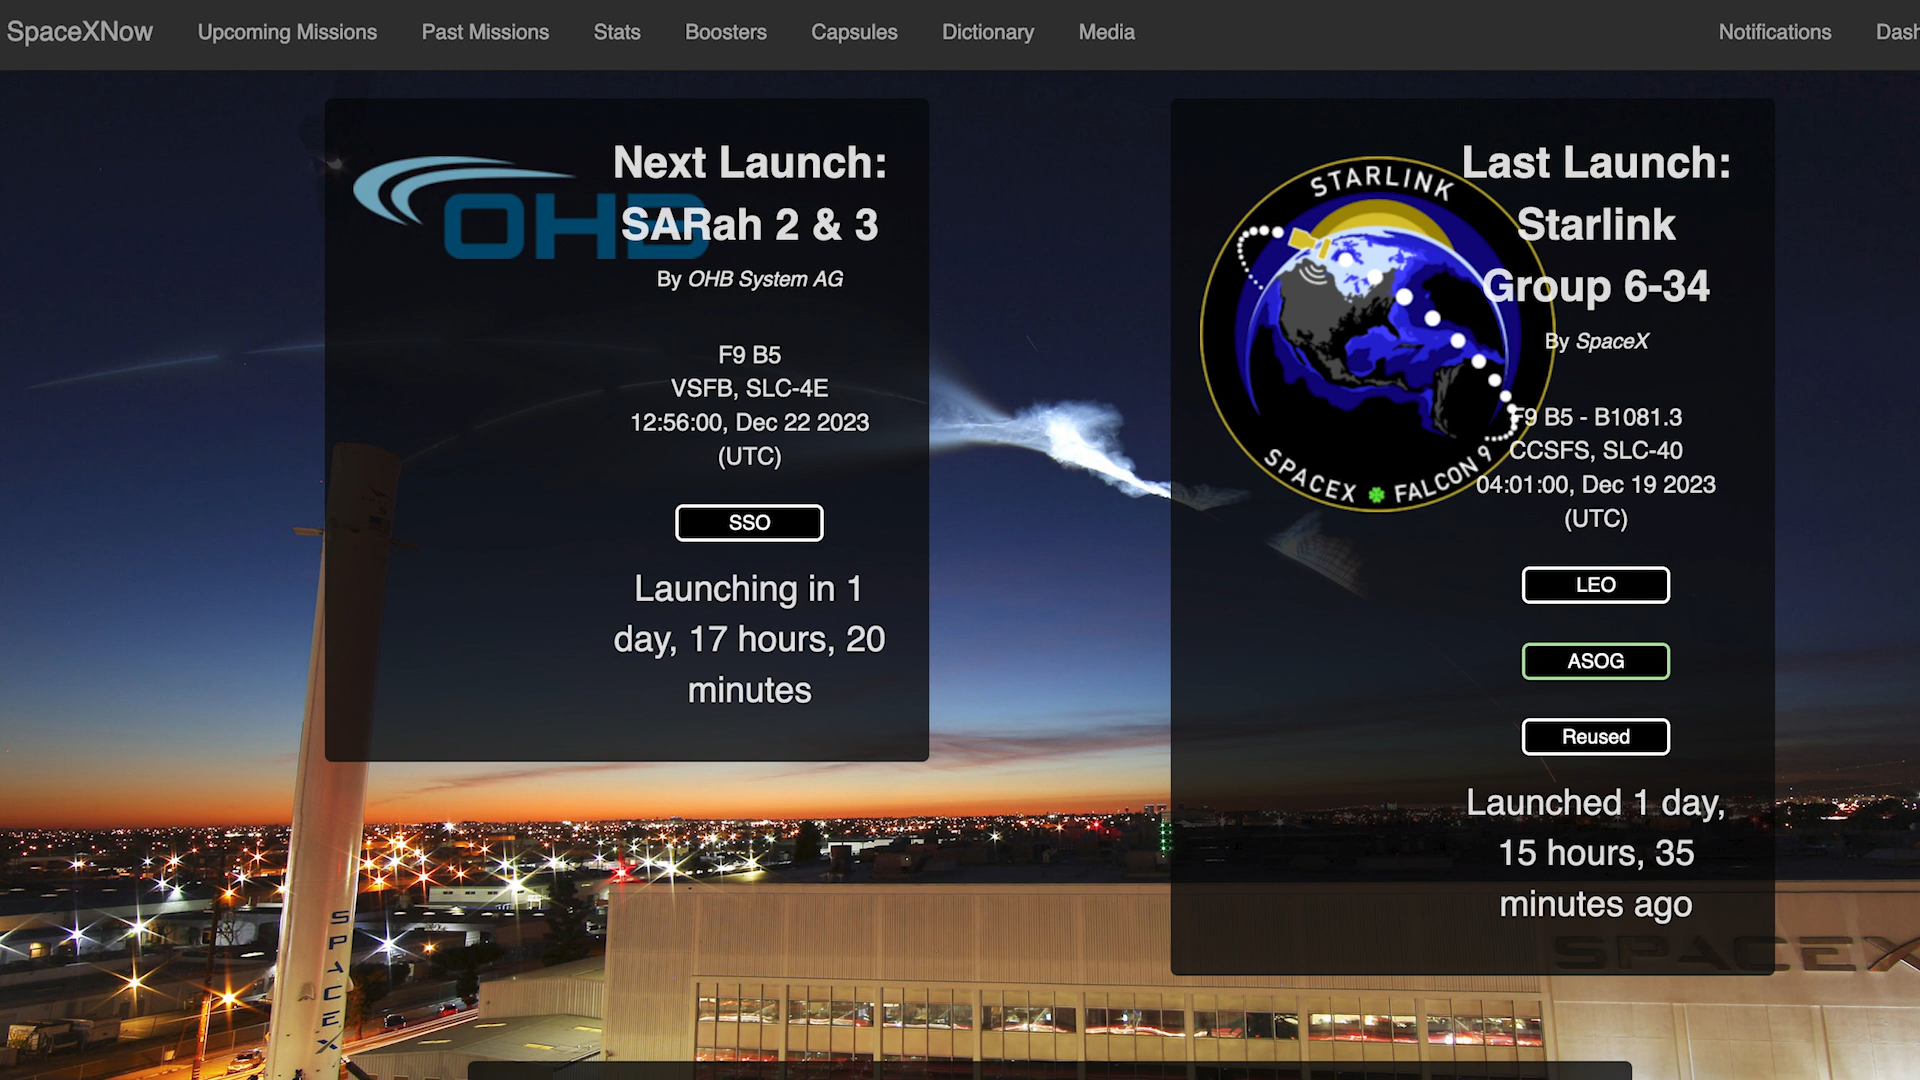 SpaceXNow Upcoming Missions Past Missions Stats Boosters Capsules Dictionary Media Notifications Dash
OHB
Next Launch:
SARah 2 & 3
By OHB System AG
F9 B5
VSFB, SLC-4E
12:56:00, Dec 22 2023
(UTC)
SSO
Launching in 1
day, 17 hours, 20
minutes
STARLINK
SPACEX FALCON 9
Last Launch:
Starlink
Group 6-34
By SpaceX
F9 B5 - B1081.3
CCSFS, SLC-40
04:01:00, Dec 19 2023
(UTC)
LEO
ASOG
Reused
Launched 1 day,
15 hours, 35
minutes ago
SPACEX
SPACEX